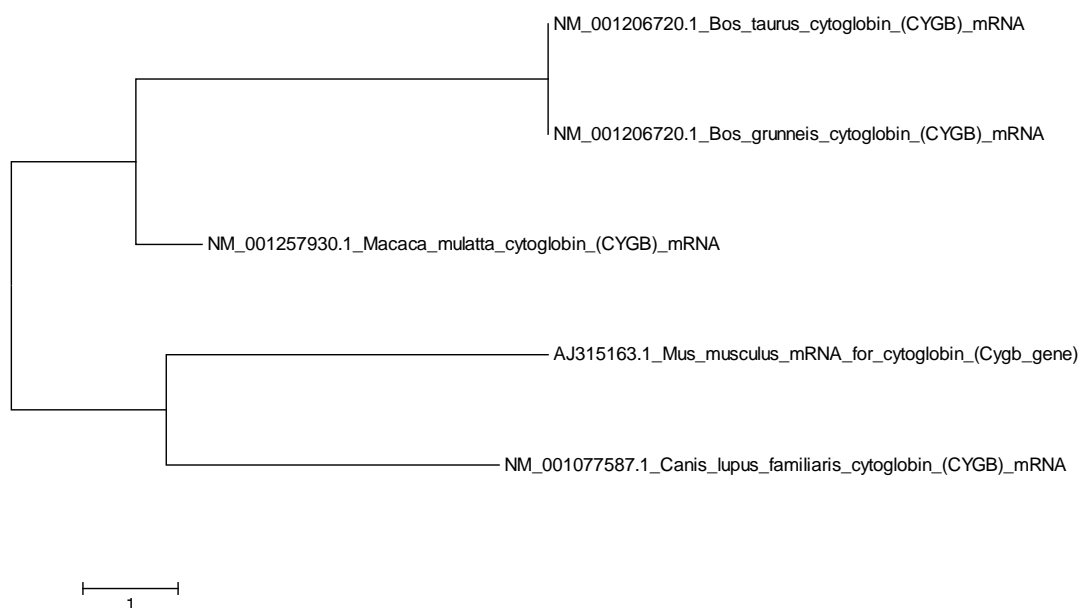 NM_001206720.1_Bos_taurus_cytoglobin_(CYGB)_mRNA
NM_001206720.1_Bos_grunneis_cytoglobin_(CYGB)_mRNA
NM_001257930.1_Macaca_mulatta_cytoglobin_(CYGB)_mRNA
AJ315163.1_Mus_musculus_mRNA_for_cytoglobin_(Cygb_gene)
NM_001077587.1_Canis_lupus_familiaris_cytoglobin_(CYGB)_mRNA
1